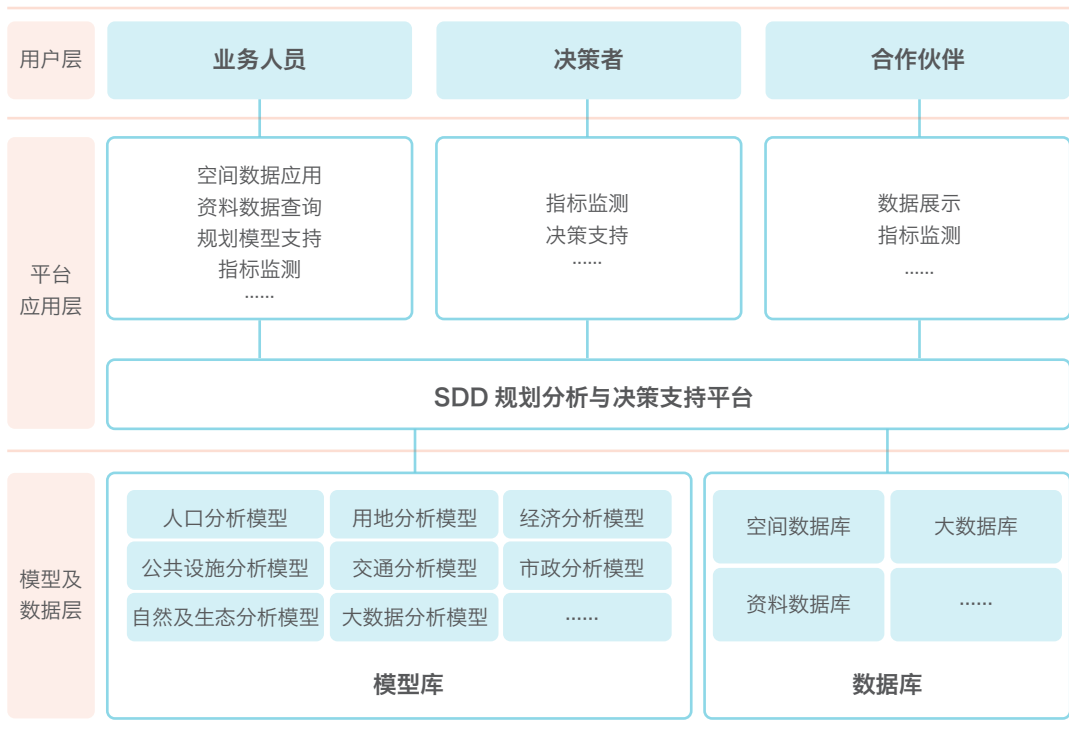 用户层
业务人员
决策者
合作伙伴
平台
应用层
空间数据应用
资料数据查询
规划模型支持
指标监测
......
指标监测
决策支持
......
数据展示
指标监测
......
SDD 规划分析与决策支持平台
模型及
数据层
人口分析模型
用地分析模型
经济分析模型
公共设施分析模型
交通分析模型
市政分析模型
自然及生态分析模型
大数据分析模型
......
模型库
空间数据库
大数据库
资料数据库
......
数据库